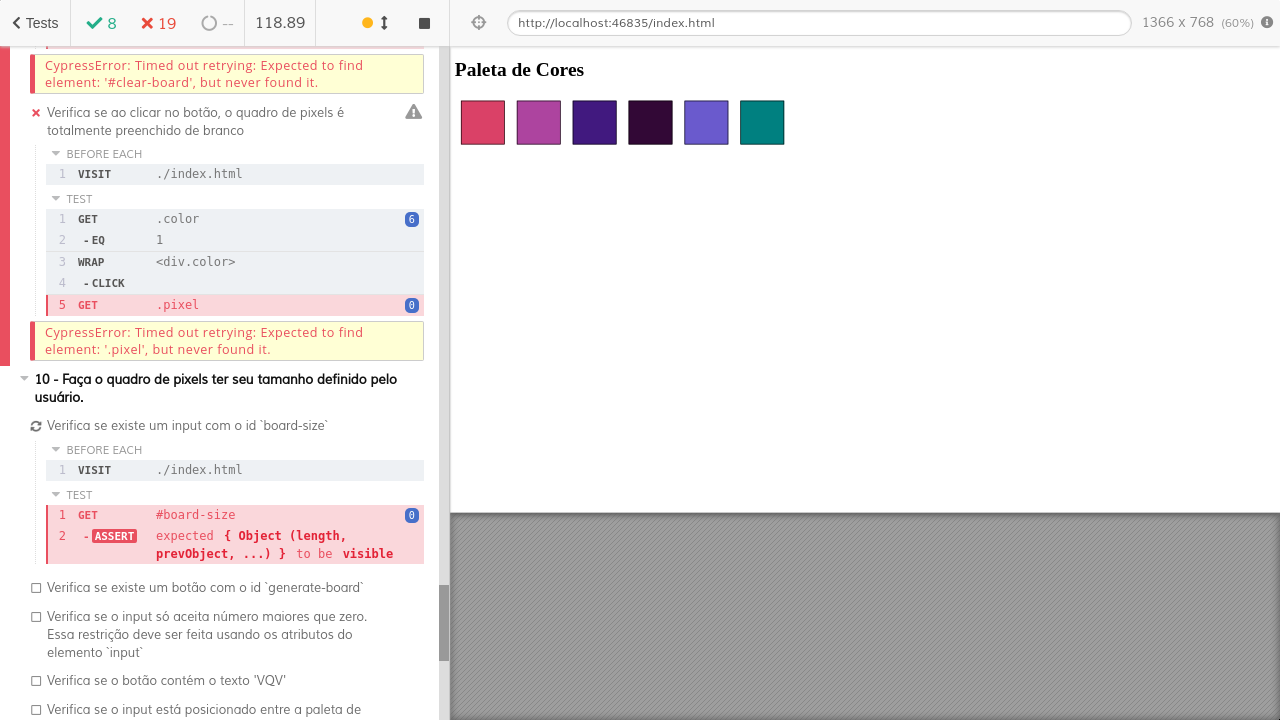 Tests 8 19 -- 118.89 http://localhost:46835/index.html 1366 x 768 (60%)
CypressError: Timed out retrying: Expected to find
element: '#clear-board', but never found it.
Verifica se ao clicar no botão, o quadro de pixels é
totalmente preenchido de branco
BEFORE EACH
1 VISIT ./index.html
TEST
1 GET .color 6
2 - EQ 1
3 WRAP <div.color>
4 - CLICK
5 GET .pixel 0
CypressError: Timed out retrying: Expected to find
element: '.pixel', but never found it.
10 - Faça o quadro de pixels ter seu tamanho definido pelo
usuário.
Verifica se existe um input com o id `board-size`
BEFORE EACH
1 VISIT ./index.html
TEST
1 GET #board-size 0
2 - ASSERT expected { Object (length,
prevObject, ...) } to be visible
Verifica se existe um botão com o id `generate-board`
Verifica se o input só aceita número maiores que zero.
Essa restrição deve ser feita usando os atributos do
elemento `input`
Verifica se o botão contém o texto 'VQV'
Verifica se o input está posicionado entre a paleta de
Paleta de Cores